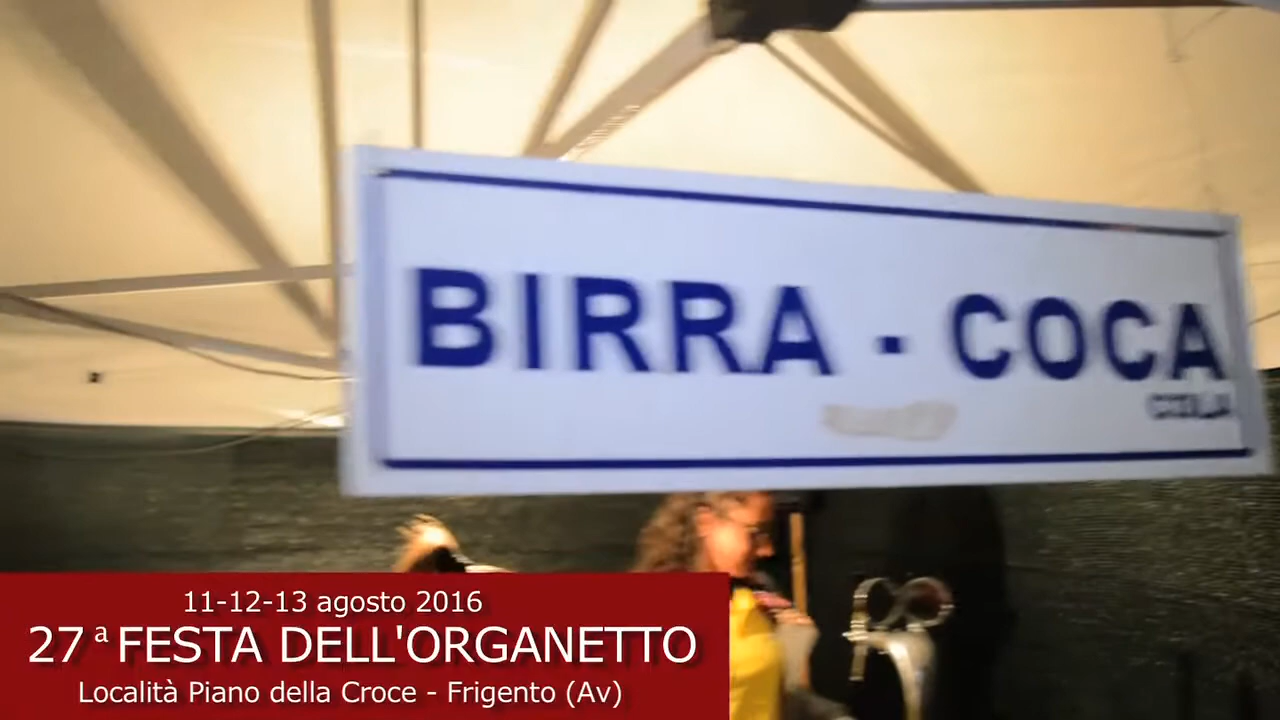 BIRRA - COCA
COLA
11-12-13 agosto 2016
27ª FESTA DELL'ORGANETTO
Località Piano della Croce - Frigento (Av)